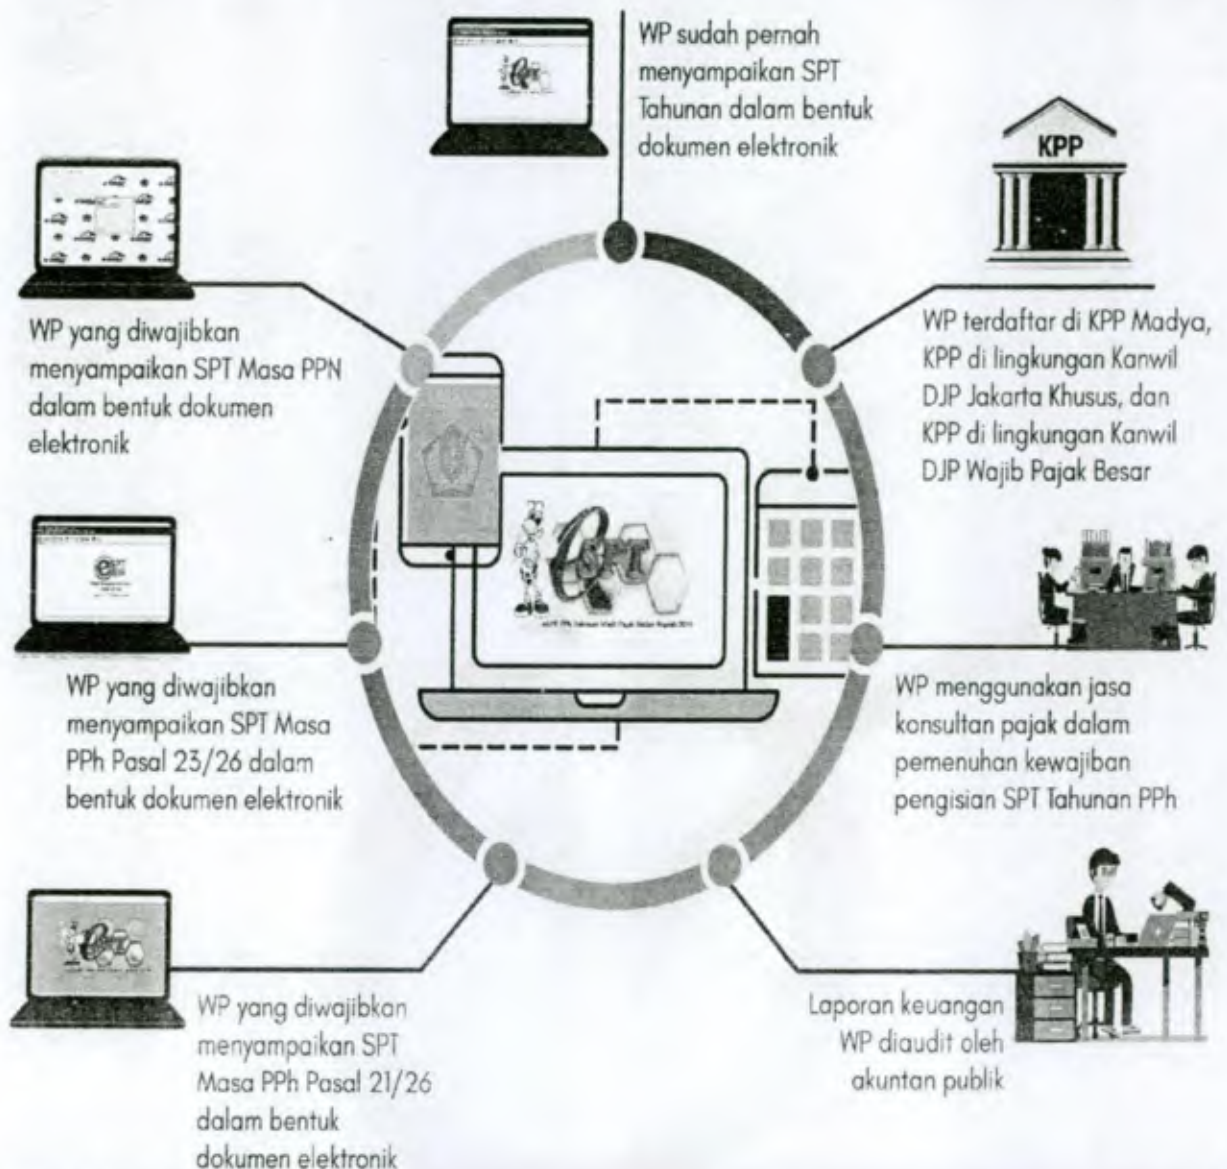 WP sudah pernah
menyampaikan SPT
Tahunan dalam bentuk
dokumen elektronik
KPP
WP terdaftar di KPP Madya,
KPP di lingkungan Kanwil
DJP Jakarta Khusus, dan
KPP di lingkungan Kanwil
DJP Wajib Pajak Besar
WP menggunakan jasa
konsultan pajak dalam
pemenuhan kewajiban
pengisian SPT Tahunan PPh
Laporan keuangan
WP diaudit oleh
akuntan publik
WP yang diwajibkan
menyampaikan SPT
Masa PPh Pasal 21/26
dalam bentuk
dokumen elektronik
WP yang diwajibkan
menyampaikan SPT Masa
PPh Pasal 23/26 dalam
bentuk dokumen elektronik
WP yang diwajibkan
menyampaikan SPT Masa PPN
dalam bentuk dokumen
elektronik
eSPT